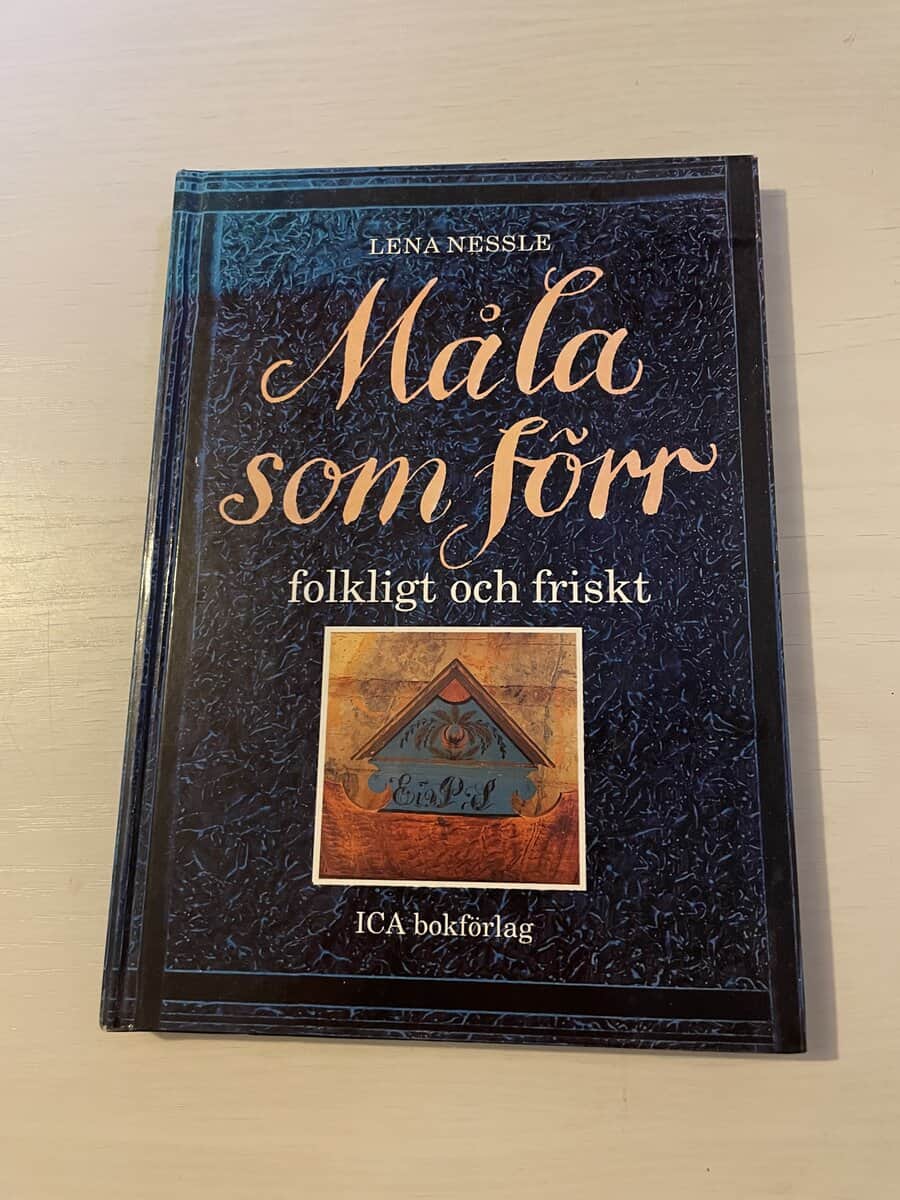 LENA NESSLE
Måla
som förr
folkligt och friskt
ICA bokförlag